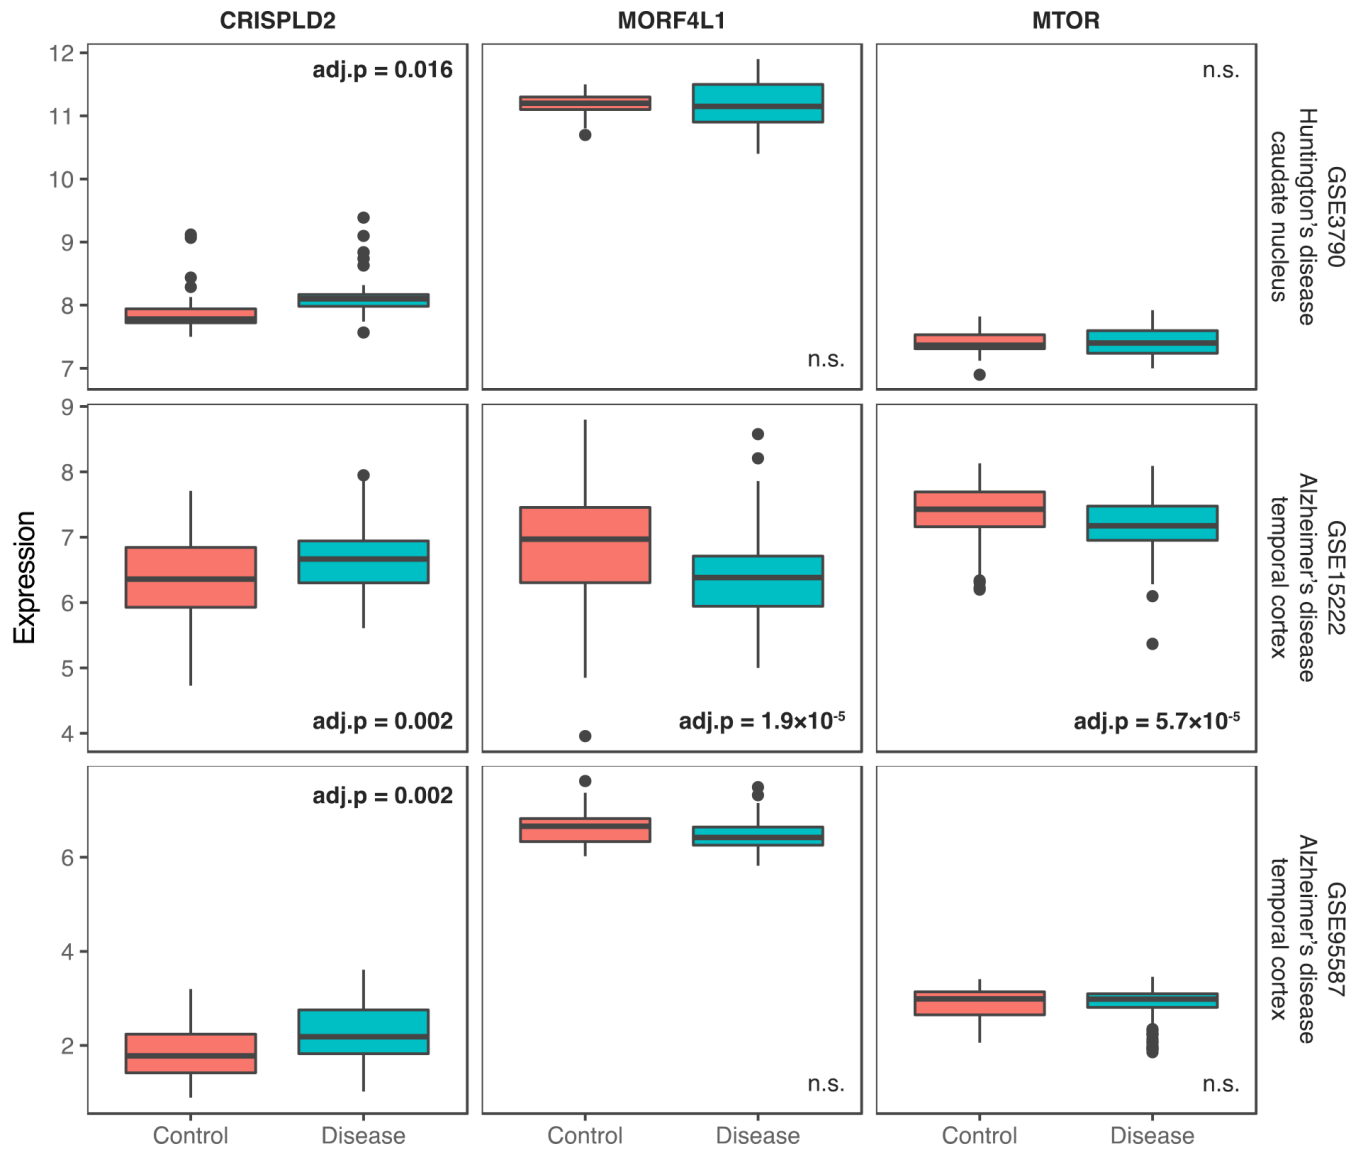 CRISPLD2
MORF4L1
MTOR
Expression
12
11
10
9
8
7
adj.p = 0.016
n.s.
n.s.
GSE3790
Huntington's disease
caudate nucleus
9
8
7
6
5
4
adj.p = 0.002
adj.p = 1.9×10⁻⁵
adj.p = 5.7×10⁻⁵
GSE15222
Alzheimer's disease
temporal cortex
6
4
2
adj.p = 0.002
n.s.
n.s.
GSE95587
Alzheimer's disease
temporal cortex
Control
Disease
Control
Disease
Control
Disease